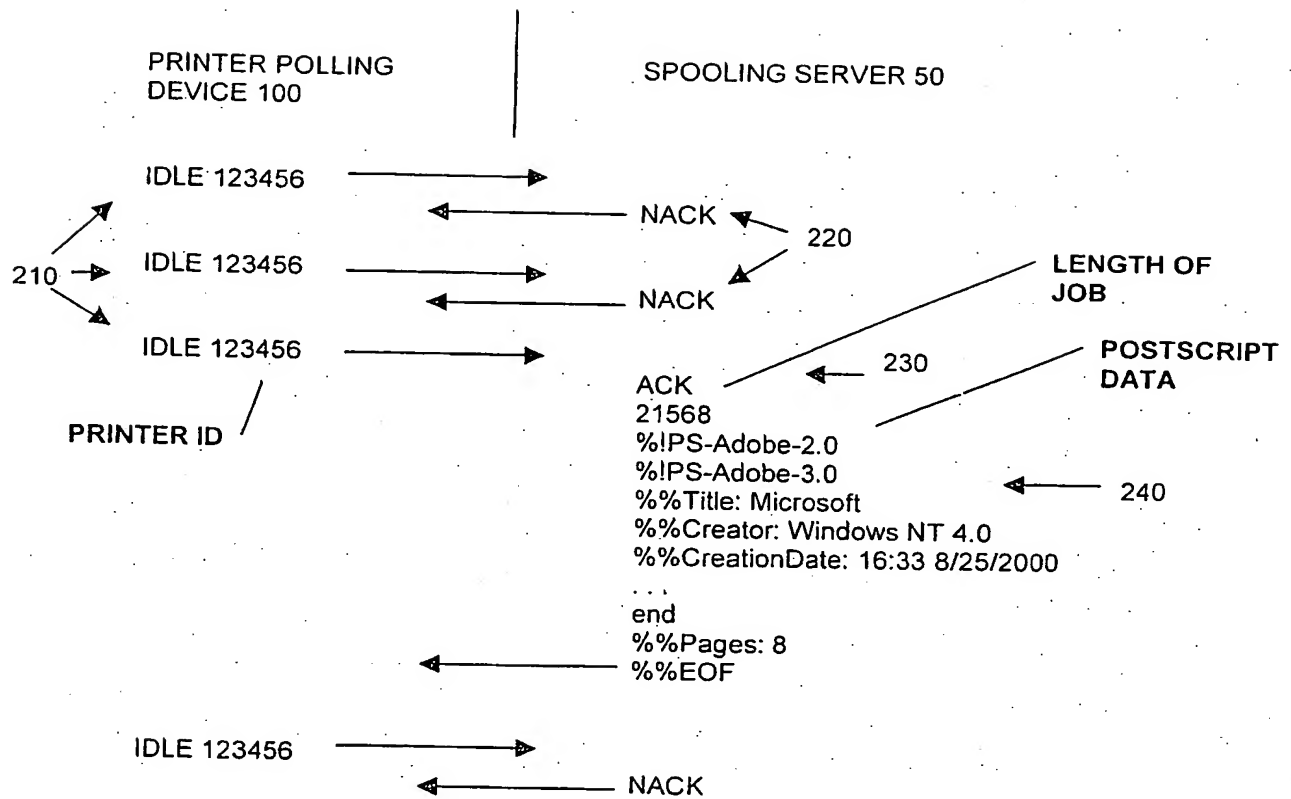 PRINTER POLLING
DEVICE 100
SPOOLING SERVER 50
IDLE 123456
NACK
220
210
IDLE 123456
NACK
LENGTH OF
JOB
IDLE 123456
POSTSCRIPT
DATA
230
ACK
21568
PRINTER ID
%!PS-Adobe-2.0
%!PS-Adobe-3.0
240
%%Title: Microsoft
%%Creator: Windows NT 4.0
%%CreationDate: 16:33 8/25/2000
...
end
%%Pages: 8
%%EOF
IDLE 123456
NACK